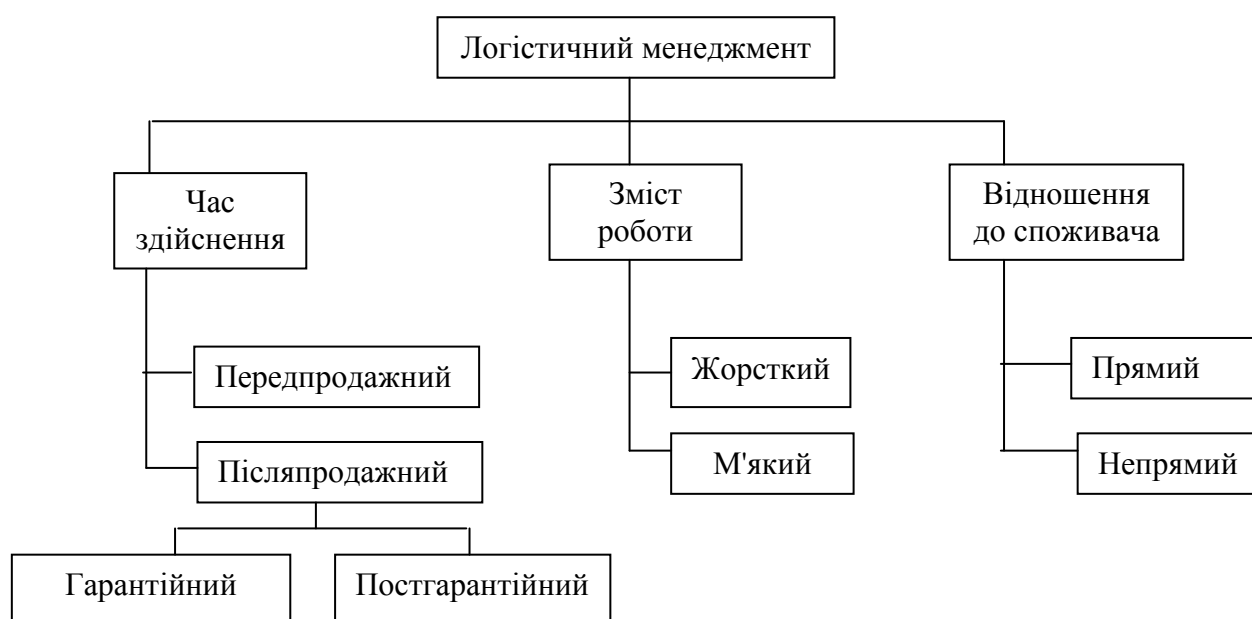 Логістичний менеджмент
Час
здійснення
Зміст
роботи
Відношення
до споживача
Передпродажний
Жорсткий
Прямий
Післяпродажний
М'який
Непрямий
Гарантійний
Постгарантійний